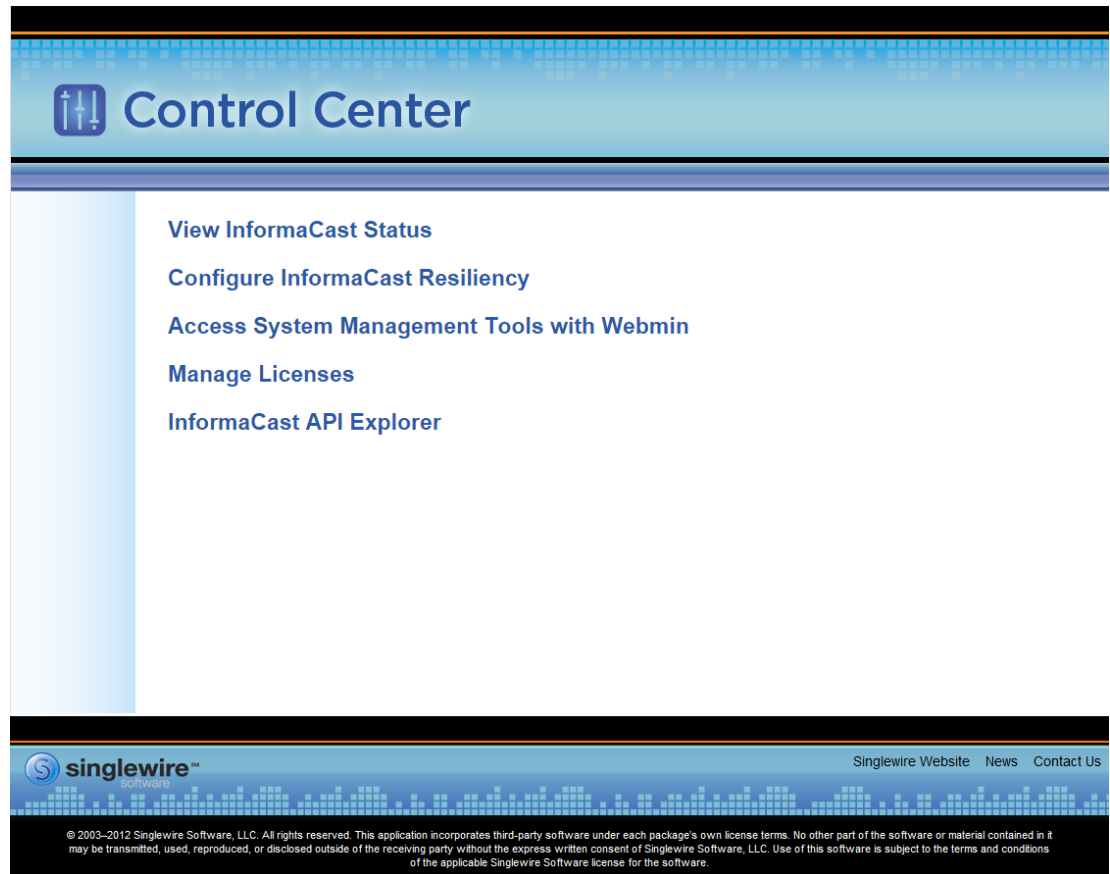 Control Center
View InformaCast Status
Configure InformaCast Resiliency
Access System Management Tools with Webmin
Manage Licenses
InformaCast API Explorer
singlewire℠
software
Singlewire Website News Contact Us
© 2003–2012 Singlewire Software, LLC. All rights reserved. This application incorporates third-party software under each package's own license terms. No other part of the software or material contained in it
may be transmitted, used, reproduced, or disclosed outside of the receiving party without the express written consent of Singlewire Software, LLC. Use of this software is subject to the terms and conditions
of the applicable Singlewire Software license for the software.